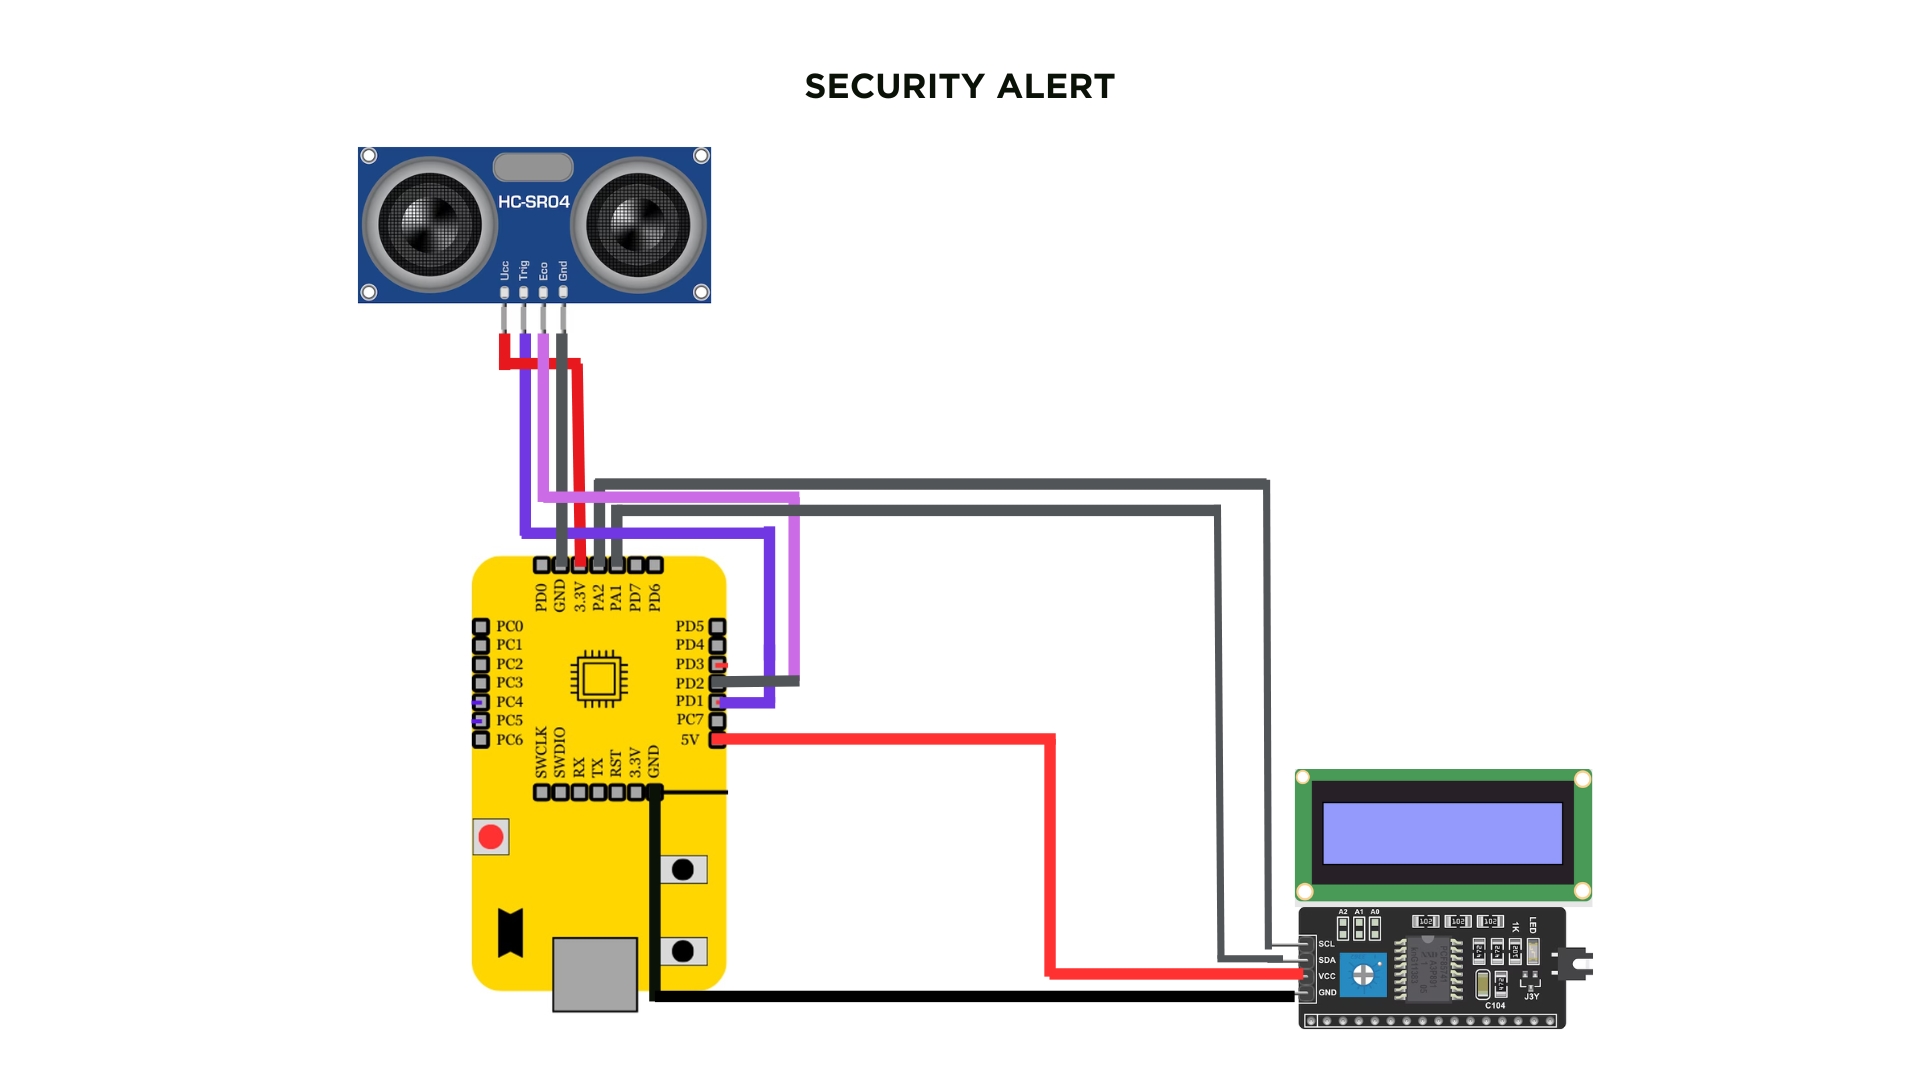 SECURITY ALERT
HC-SR04
Ucc
Trig
Eco
Gnd
PD0
GND
3.3V
PA2
PA1
PD7
PD6
PC0
PC1
PC2
PC3
PC4
PC5
PC6
PD5
PD4
PD3
PD2
PD1
PC7
5V
SWCLK
SWDIO
RX
TX
RST
3.3V
GND
A2 A1 A0
102 102 102
1K
LED
SCL
SDA
VCC
GND
C104
J3Y